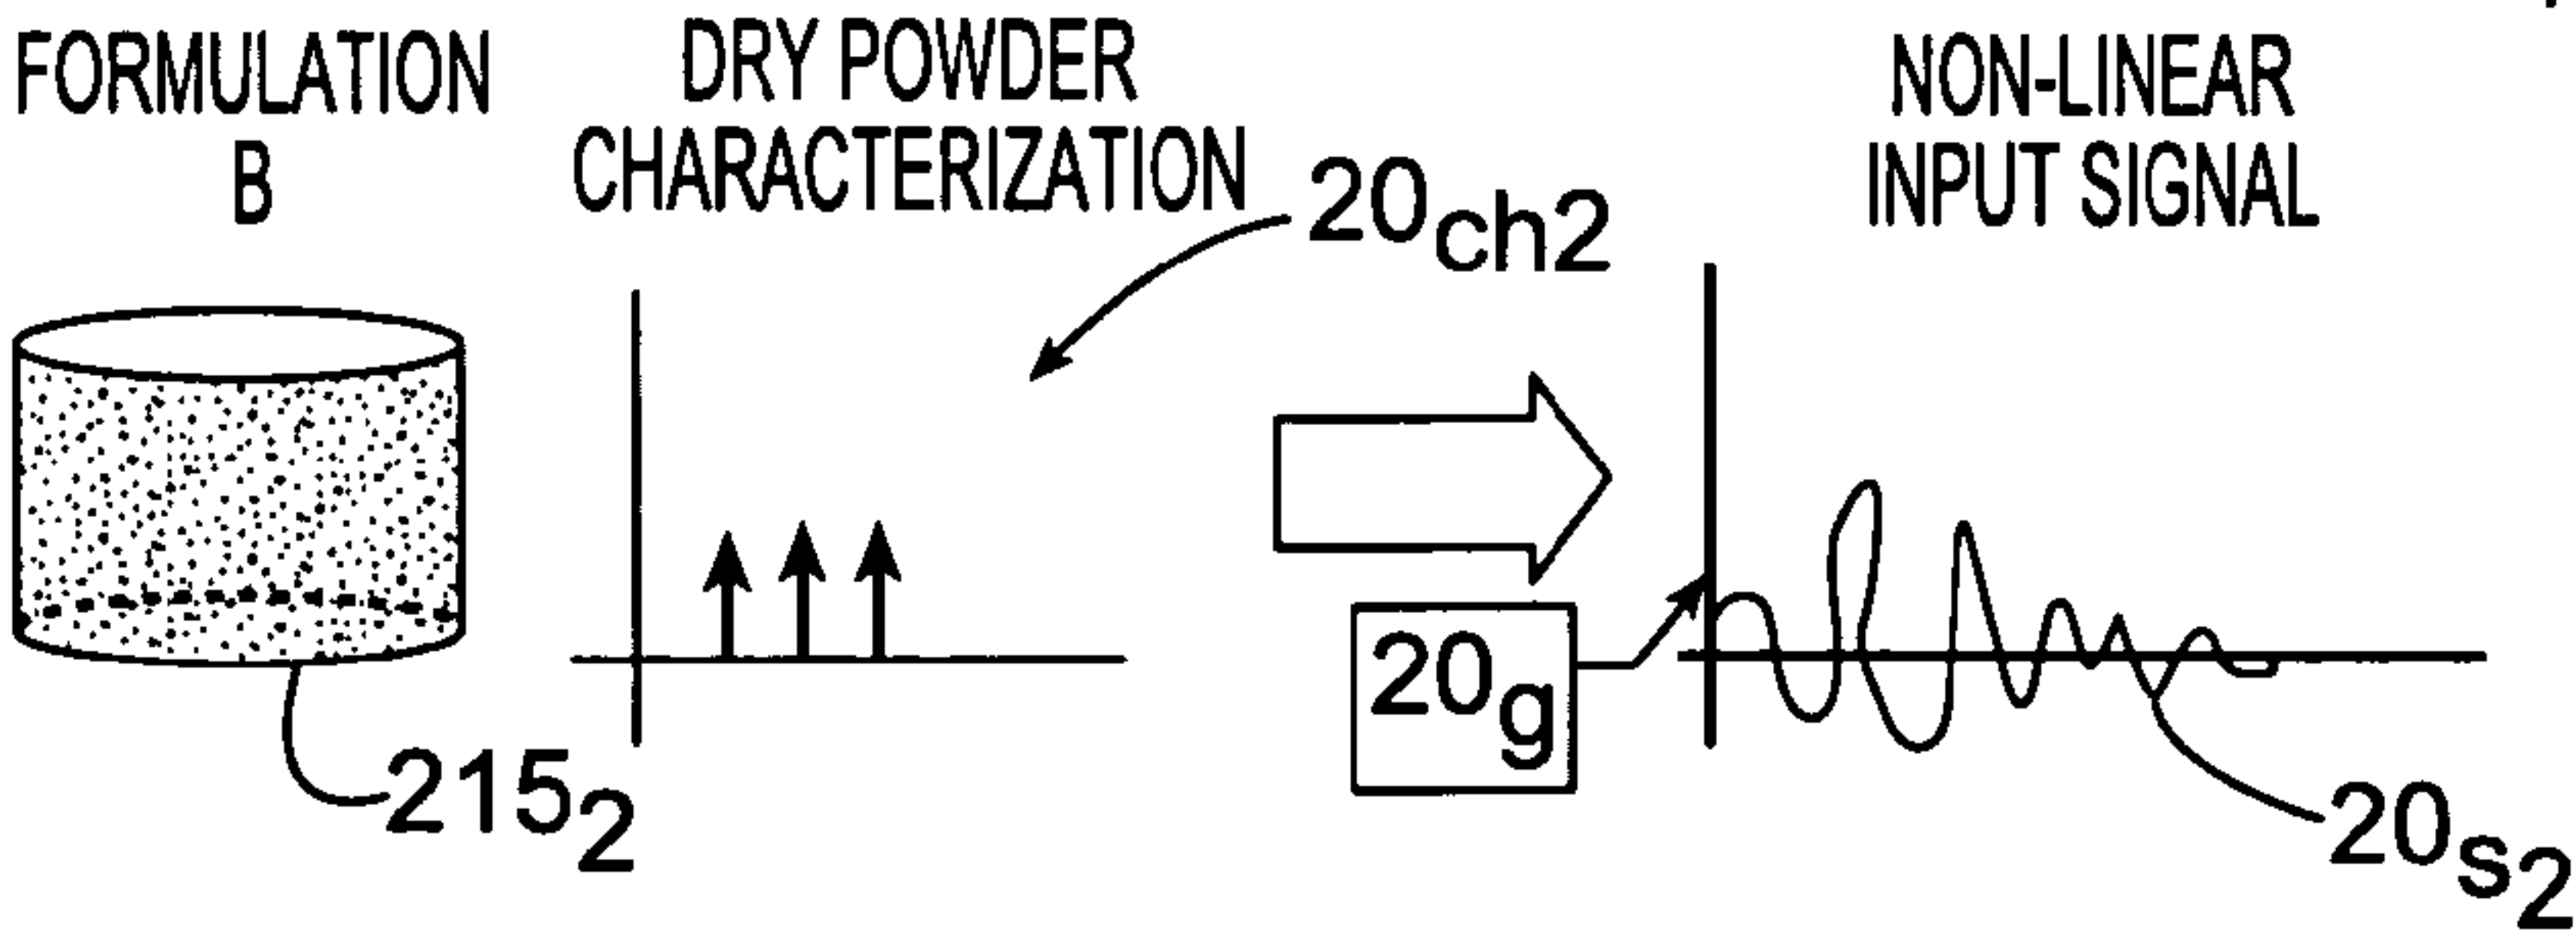 FORMULATION
B
DRY POWDER
CHARACTERIZATION
NON-LINEAR
INPUT SIGNAL
20ch2
20g
2152
20s2